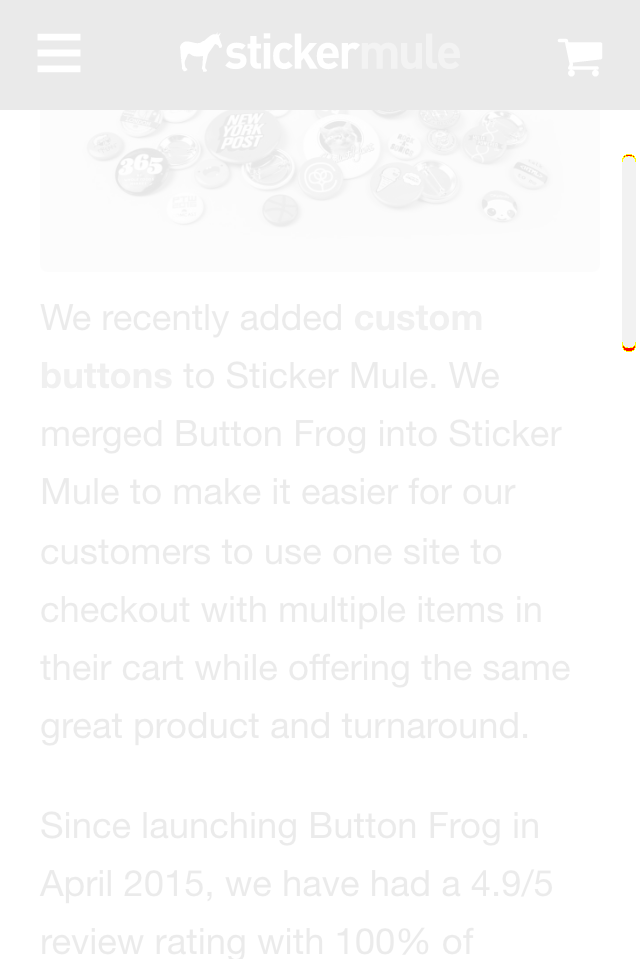 stickermule
NEW
YORK
POST
365
We recently added custom
buttons to Sticker Mule. We
merged Button Frog into Sticker
Mule to make it easier for our
customers to use one site to
checkout with multiple items in
their cart while offering the same
great product and turnaround.
Since launching Button Frog in
April 2015, we have had a 4.9/5
review rating with 100% of